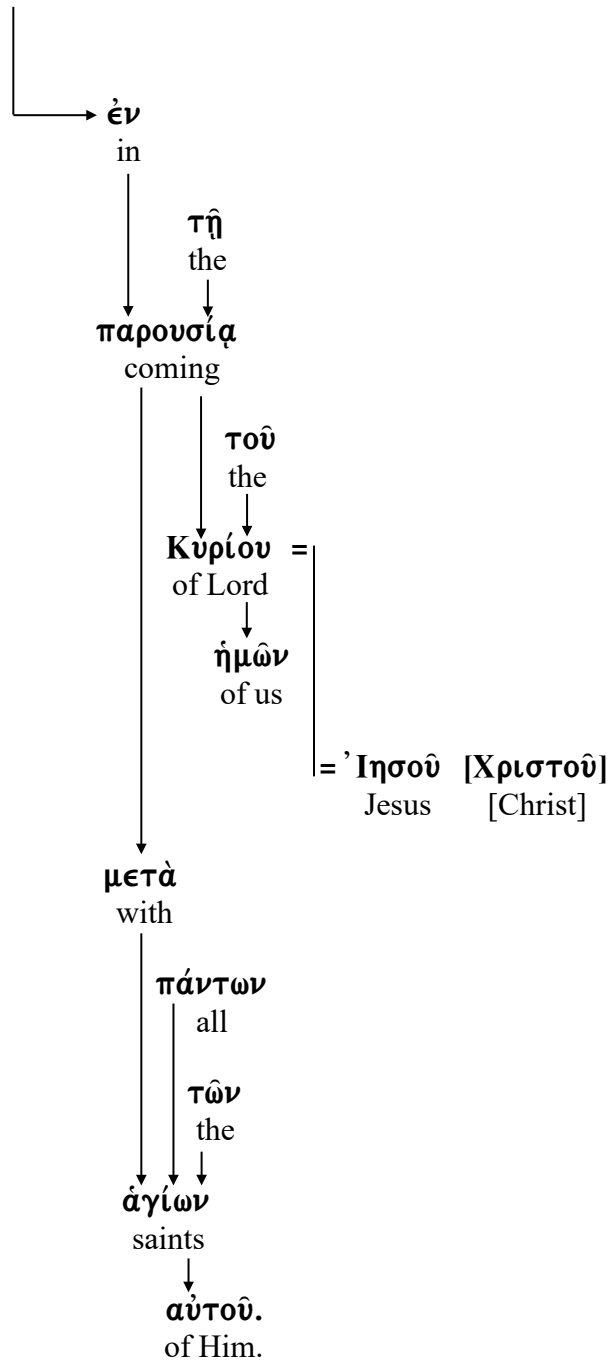 ἐν
in
τῇ
the
παρουσίᾳ
coming
τοῦ
the
Κυρίου =
of Lord
ἡμῶν
of us
= Ἰησοῦ [Χριστοῦ]
Jesus [Christ]
μετὰ
with
πάντων
all
τῶν
the
ἁγίων
saints
αὐτοῦ.
of Him.